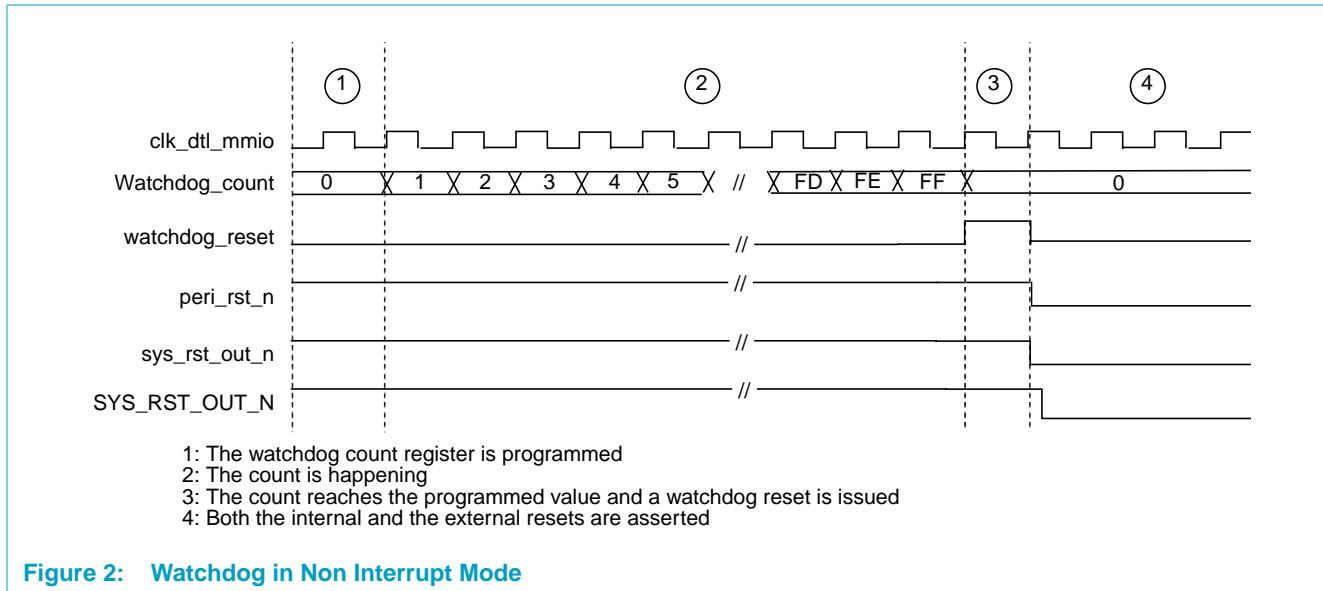 1 2 3 4
clk_dtl_mmio
Watchdog_count 0 1 2 3 4 5 // FD FE FF 0
watchdog_reset //
peri_rst_n //
sys_rst_out_n //
SYS_RST_OUT_N //
1: The watchdog count register is programmed
2: The count is happening
3: The count reaches the programmed value and a watchdog reset is issued
4: Both the internal and the external resets are asserted
Figure 2: Watchdog in Non Interrupt Mode